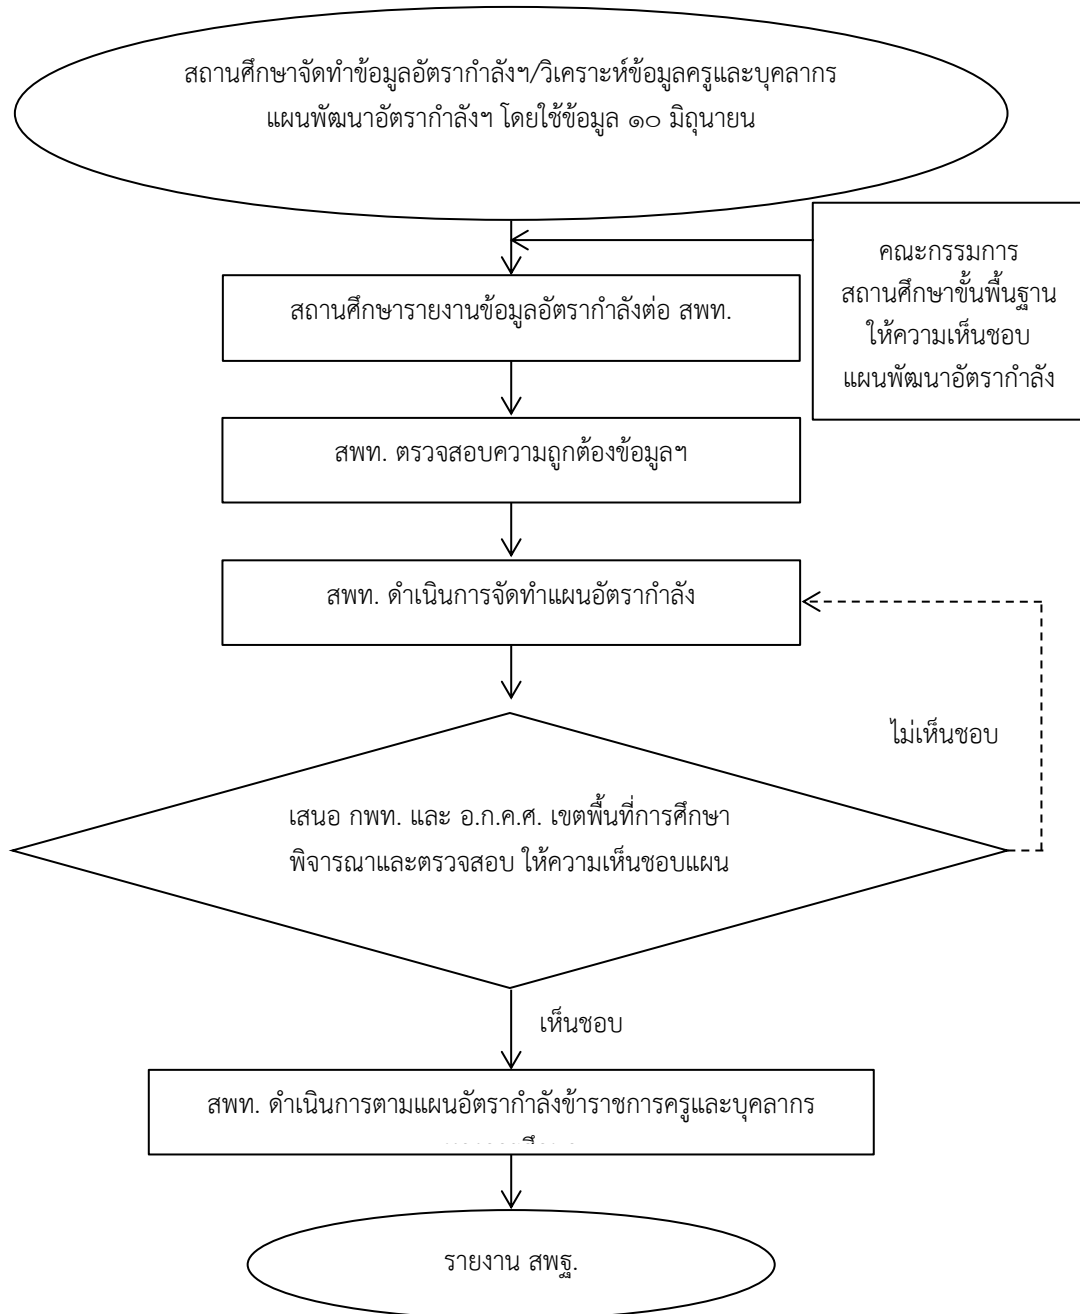 สถานศึกษาจัดทำข้อมูลอัตรากำลังฯ/วิเคราะห์ข้อมูลครูและบุคลากร
แผนพัฒนาอัตรากำลังฯ โดยใช้ข้อมูล ๑๐ มิถุนายน
คณะกรรมการ
สถานศึกษาขั้นพื้นฐาน
ให้ความเห็นชอบ
แผนพัฒนาอัตรากำลัง
สถานศึกษารายงานข้อมูลอัตรากำลังต่อ สพท.
สพท. ตรวจสอบความถูกต้องข้อมูลฯ
สพท. ดำเนินการจัดทำแผนอัตรากำลัง
ไม่เห็นชอบ
เสนอ กพท. และ อ.ก.ค.ศ. เขตพื้นที่การศึกษา
พิจารณาและตรวจสอบ ให้ความเห็นชอบแผน
เห็นชอบ
สพท. ดำเนินการตามแผนอัตรากำลังข้าราชการครูและบุคลากร
รายงาน สพฐ.